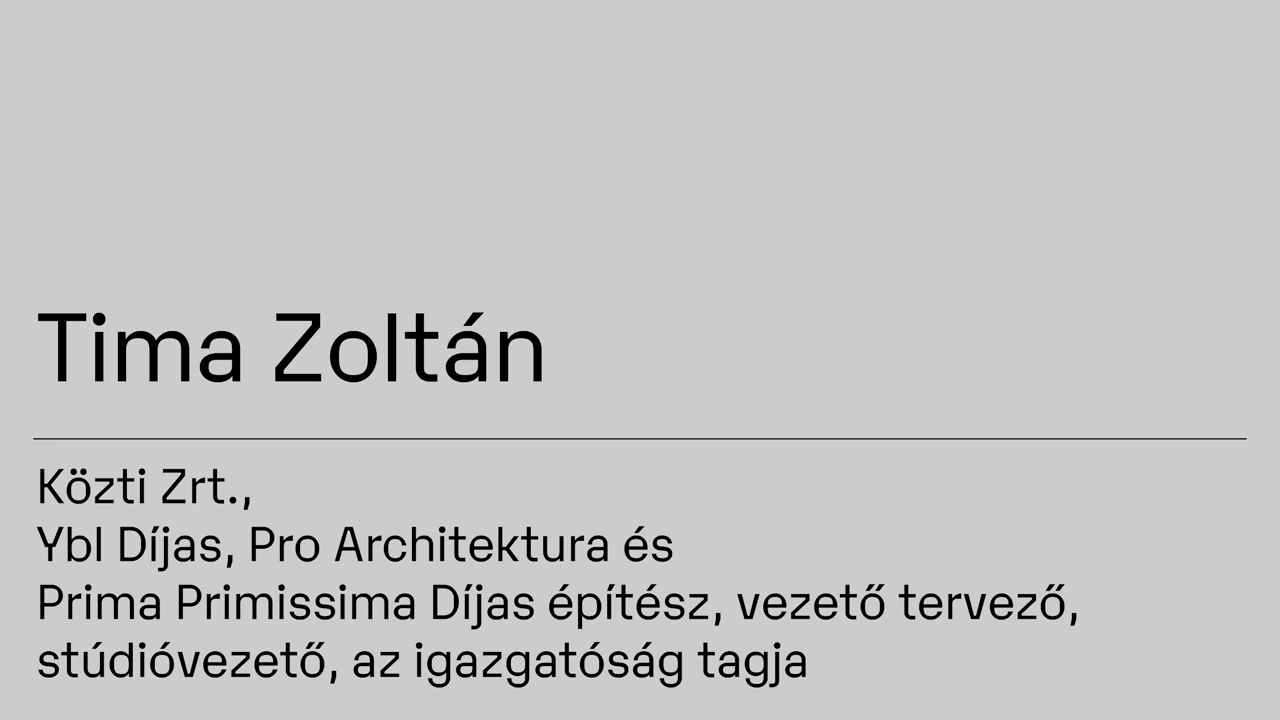 Tima Zoltán
Közti Zrt.,
Ybl Díjas, Pro Architektura és
Prima Primissima Díjas építész, vezető tervező,
stúdióvezető, az igazgatóság tagja